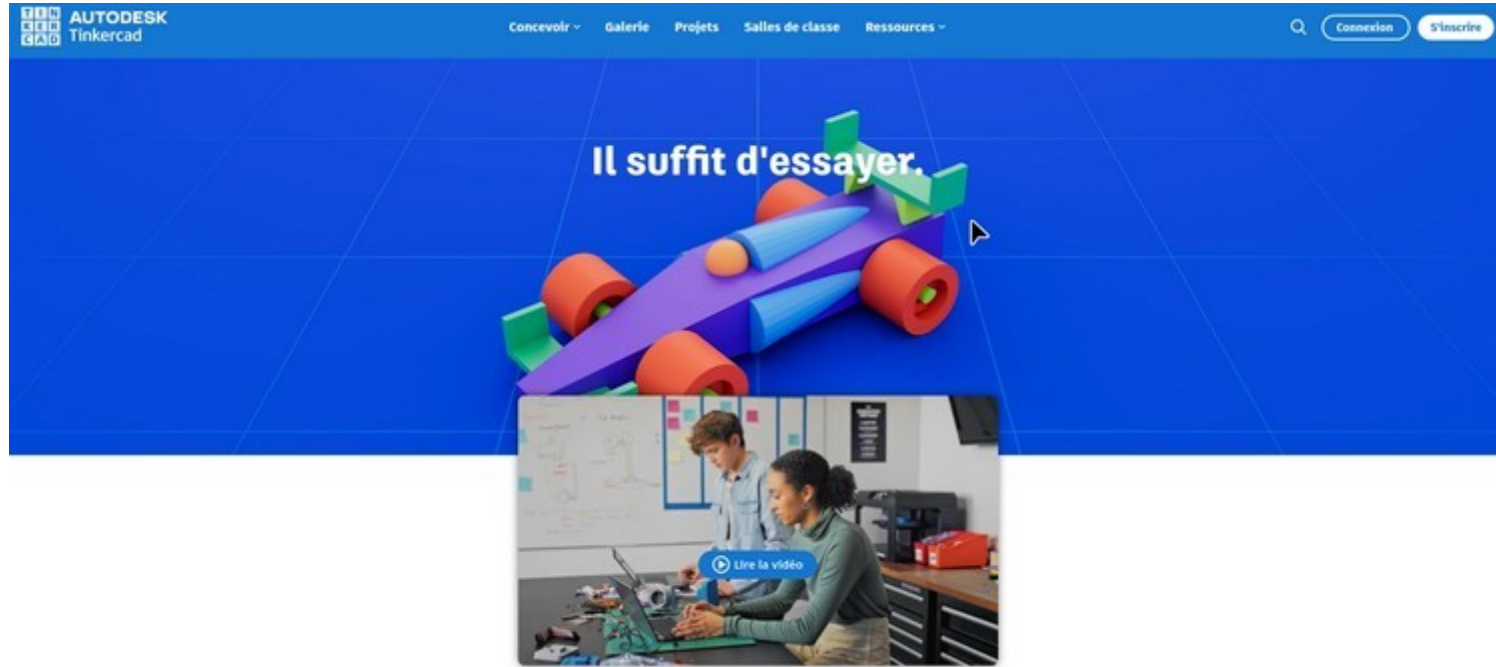 TIN
KER
CAD
AUTODESK
Tinkercad
Concevoir
Galerie
Projets
Salles de classe
Ressources
Connexion
S'inscrire
Il suffit d'essayer.
Lire la vidéo